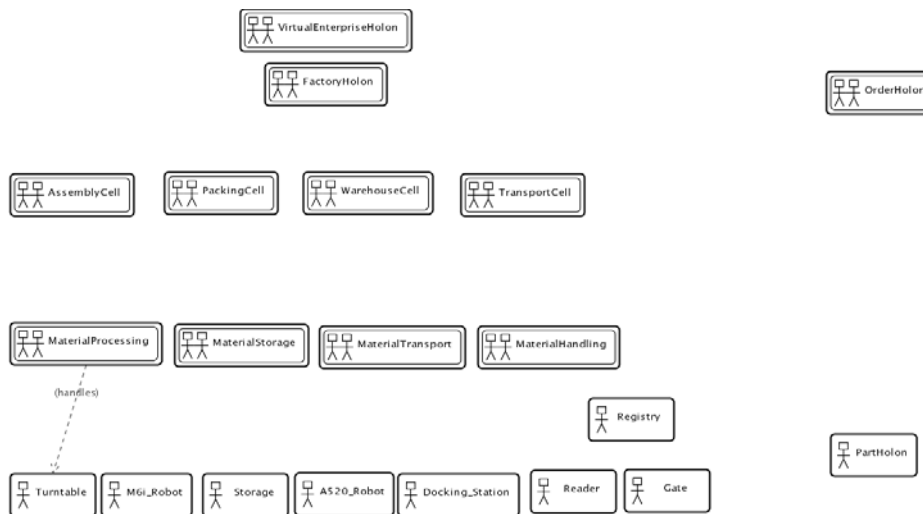 VirtualEnterpriseHolon
FactoryHolon
OrderHolon
AssemblyCell
PackingCell
WarehouseCell
TransportCell
MaterialProcessing
MaterialStorage
MaterialTransport
MaterialHandling
(handles)
Registry
PartHolon
Turntable
M6i_Robot
Storage
A520_Robot
Docking_Station
Reader
Gate